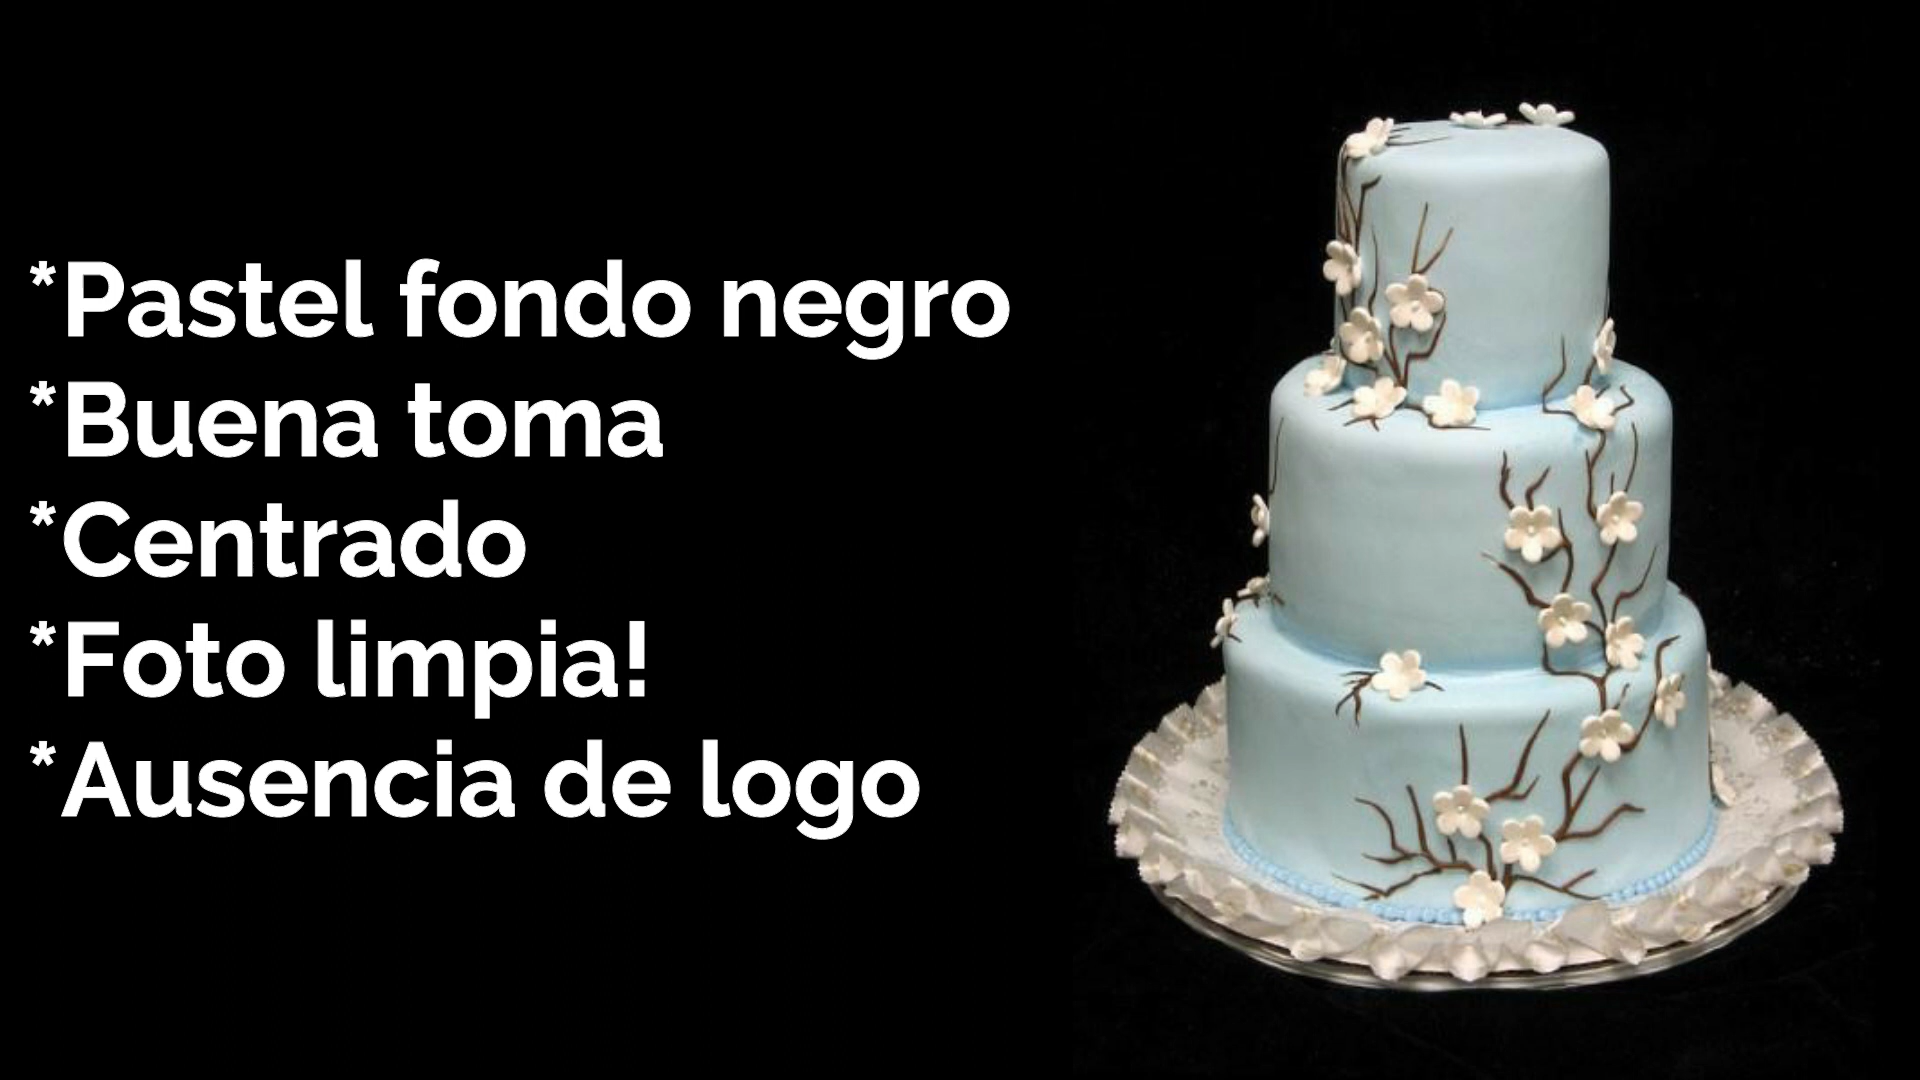 *Pastel fondo negro
*Buena toma
*Centrado
*Foto limpia!
*Ausencia de logo